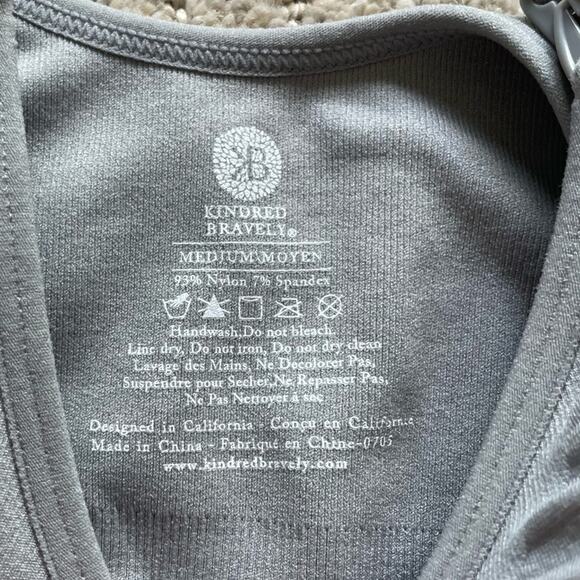 KB
KINDRED
BRAVELY®
MEDIUM\MOYEN
93% Nylon 7% Spandex
Handwash, Do not bleach.
Line dry, Do not iron, Do not dry clean
Lavage des Mains, Ne Decolorer Pas,
Suspendre pour Secher, Ne Repasser Pas,
Ne Pas Nettoyer a sec
Designed in California - Conçu en Californie
Made in China - Fabriqué en Chine-0705
www.kindredbravely.com